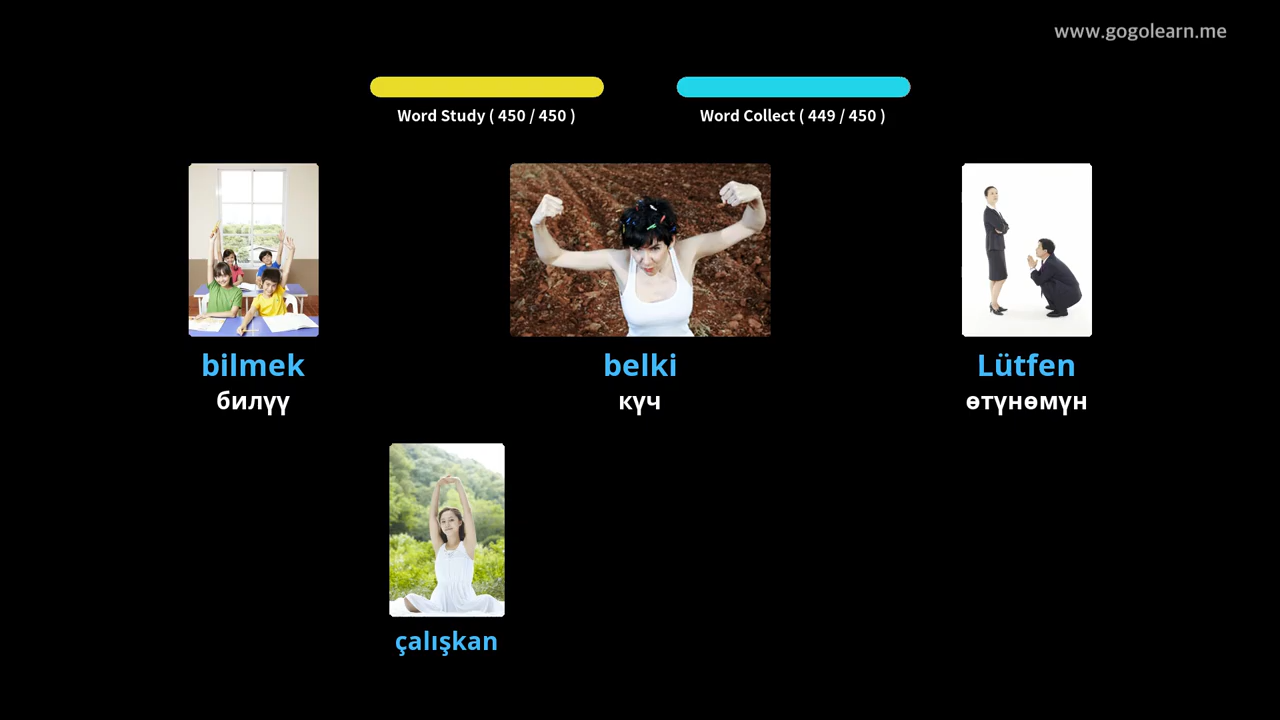 www.gogolearn.me
Word Study ( 450 / 450 )
Word Collect ( 449 / 450 )
bilmek
билүү
belki
күч
Lütfen
өтүнөмүн
çalışkan